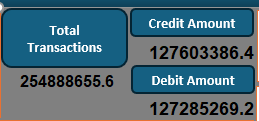 Total
Transactions
254888655.6
Credit Amount
127603386.4
Debit Amount
127285269.2